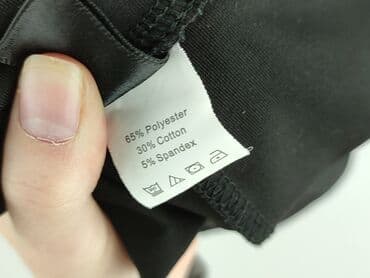 65% Polyester
30% Cotton
5% Spandex